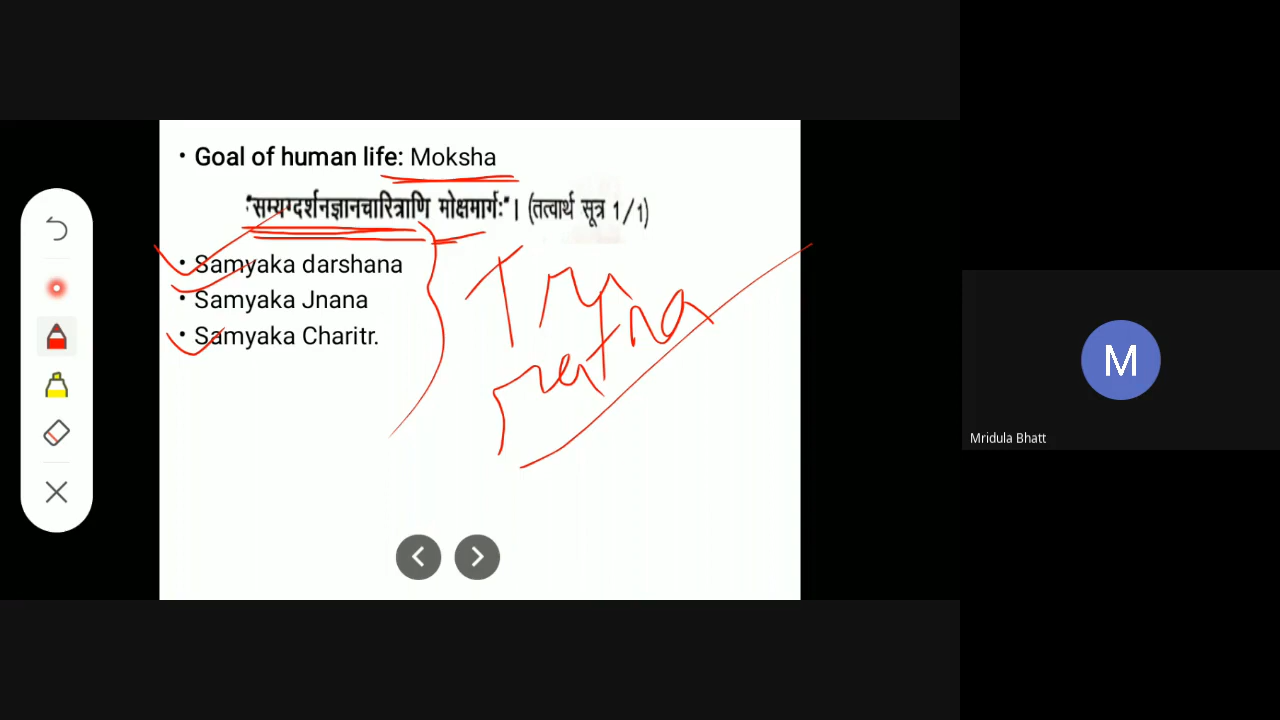 • Goal of human life: Moksha
"सम्यग्दर्शनज्ञानचारित्राणि मोक्षमार्गः"। (तत्वार्थ सूत्र 1/1)
• Samyaka darshana
• Samyaka Jnana
• Samyaka Charitr.
Tri
ratna
M
Mridula Bhatt